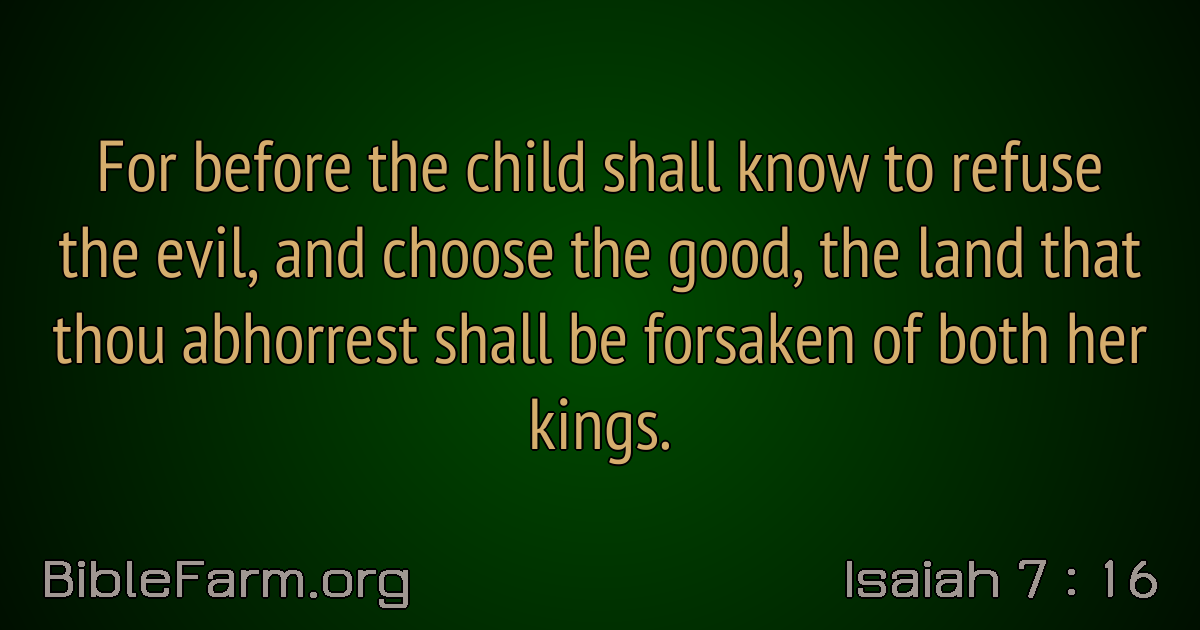 For before the child shall know to refuse
the evil, and choose the good, the land that
thou abhorrest shall be forsaken of both her
kings.
BibleFarm.org
Isaiah 7 : 16